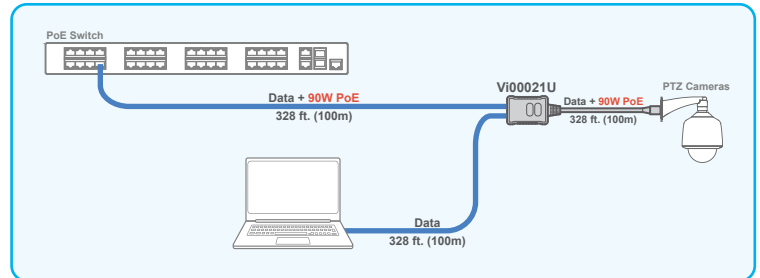 PoE Switch
Data + 90W PoE
328 ft. (100m)
Vi00021U
Data + 90W PoE
328 ft. (100m)
PTZ Cameras
Data
328 ft. (100m)